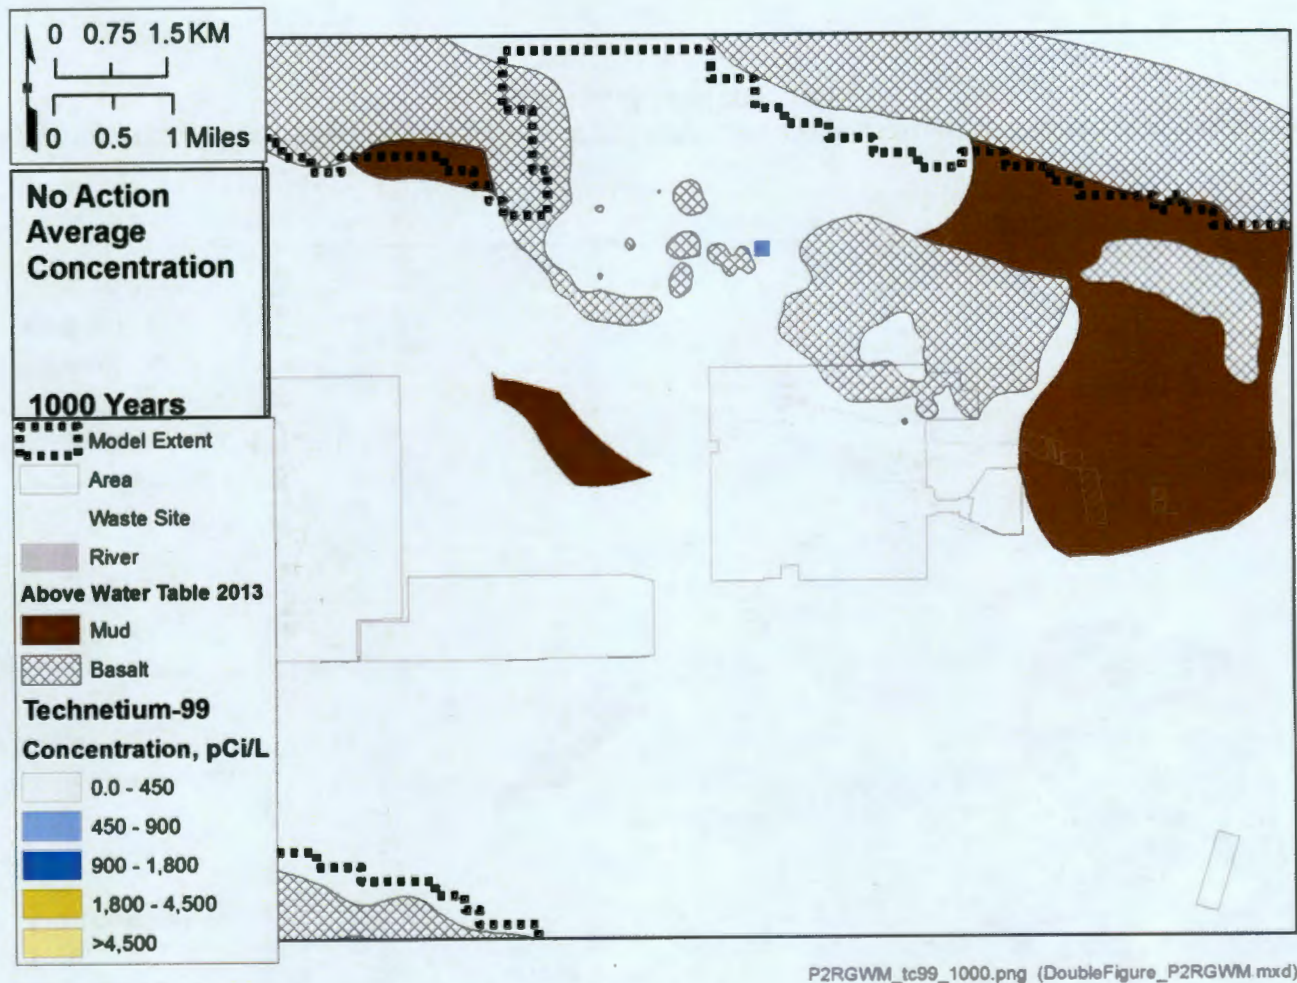 0 0.75 1.5 KM
0 0.5 1 Miles
No Action
Average
Concentration
1000 Years
Model Extent
Area
Waste Site
River
Above Water Table 2013
Mud
Basalt
Technetium-99
Concentration, pCi/L
0.0 - 450
450 - 900
900 - 1,800
1,800 - 4,500
>4,500
P2RGWM_tc99_1000.png (DoubleFigure_P2RGWM.mxd)